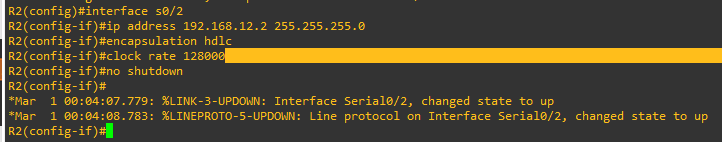 R2(config)#interface s0/2
R2(config-if)#ip address 192.168.12.2 255.255.255.0
R2(config-if)#encapsulation hdlc
R2(config-if)#clock rate 128000
R2(config-if)#no shutdown
R2(config-if)#
*Mar  1 00:04:07.779: %LINK-3-UPDOWN: Interface Serial0/2, changed state to up
*Mar  1 00:04:08.783: %LINEPROTO-5-UPDOWN: Line protocol on Interface Serial0/2, changed state to up
R2(config-if)#